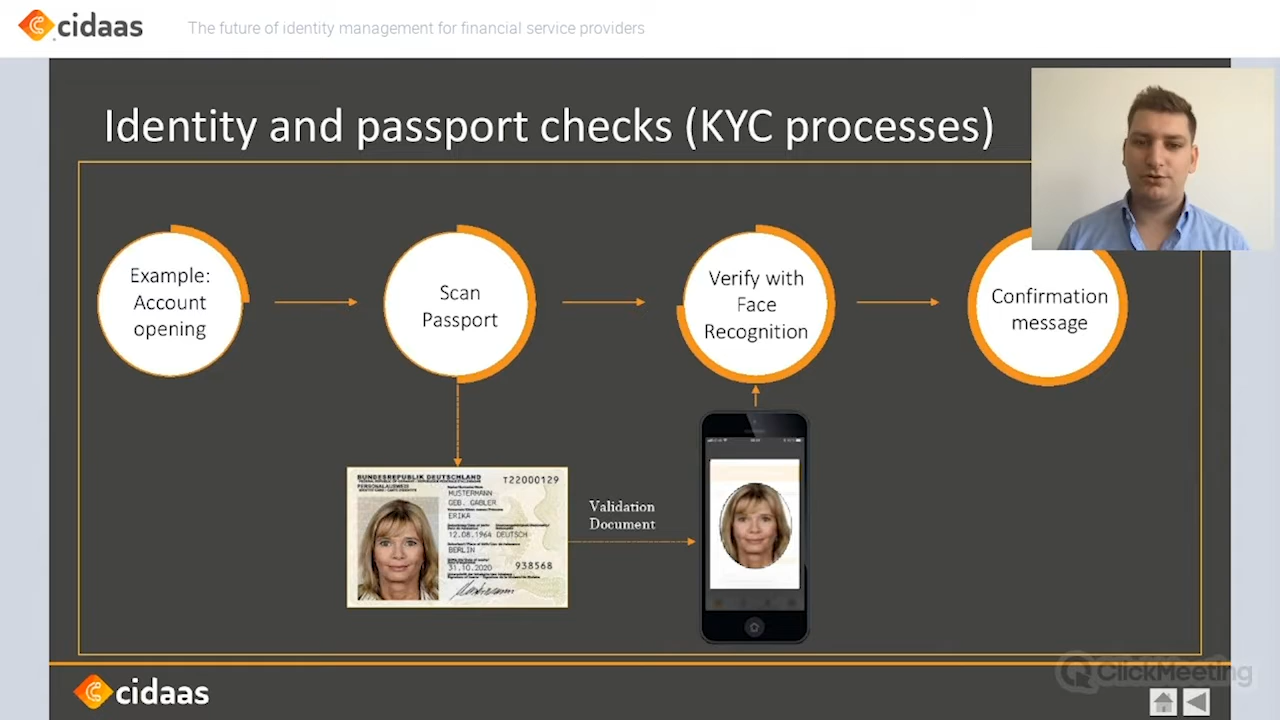 cidaas
The future of identity management for financial service providers
Identity and passport checks (KYC processes)
Example:
Account
opening
Scan
Passport
Verify with
Face
Recognition
Confirmation
message
BUNDESREPUBLIK DEUTSCHLAND
PERSONALAUSWEIS
T22000129
MUSTERMANN
GEB. GABLER
ERIKA
12.08.1964 DEUTSCH
BERLIN
31.10.2020
938568
Validation
Document
cidaas
ClickMeeting